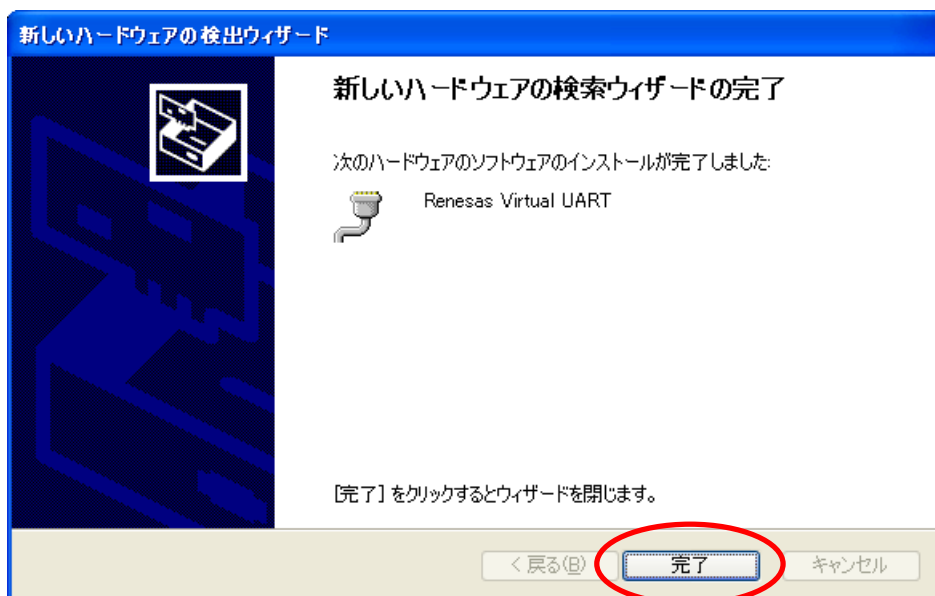 新しいハードウェアの検出ウィザード
新しいハードウェアの検索ウィザードの完了
次のハードウェアのソフトウェアのインストールが完了しました:
Renesas Virtual UART
[完了] をクリックするとウィザードを閉じます。
< 戻る(B)
完了
キャンセル